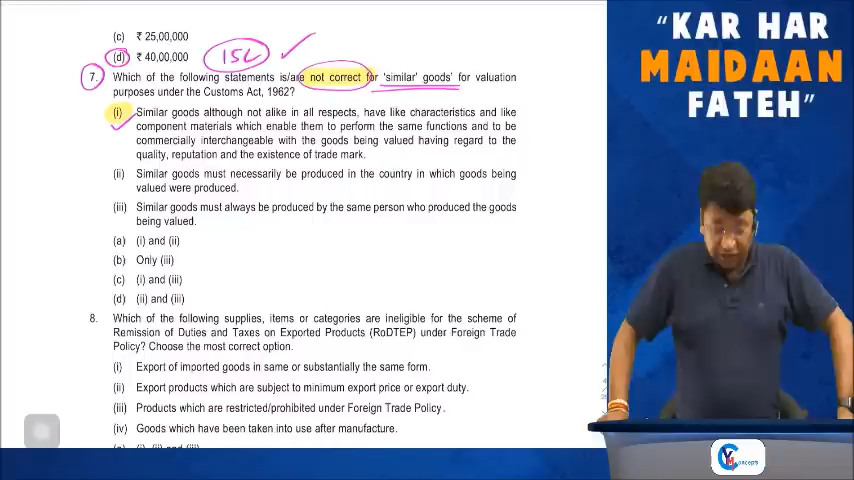 (c) ₹ 25,00,000
(d) ₹ 40,00,000 15L
7. Which of the following statements is/are not correct for 'similar' goods' for valuation
purposes under the Customs Act, 1962?
(i) Similar goods although not alike in all respects, have like characteristics and like
component materials which enable them to perform the same functions and to be
commercially interchangeable with the goods being valued having regard to the
quality, reputation and the existence of trade mark.
(ii) Similar goods must necessarily be produced in the country in which goods being
valued were produced.
(iii) Similar goods must always be produced by the same person who produced the goods
being valued.
(a) (i) and (ii)
(b) Only (iii)
(c) (i) and (iii)
(d) (ii) and (iii)
8. Which of the following supplies, items or categories are ineligible for the scheme of
Remission of Duties and Taxes on Exported Products (RoDTEP) under Foreign Trade
Policy? Choose the most correct option.
(i) Export of imported goods in same or substantially the same form.
(ii) Export products which are subject to minimum export price or export duty.
(iii) Products which are restricted/prohibited under Foreign Trade Policy.
(iv) Goods which have been taken into use after manufacture.
"KAR HAR
MAIDAAN
FATEH"